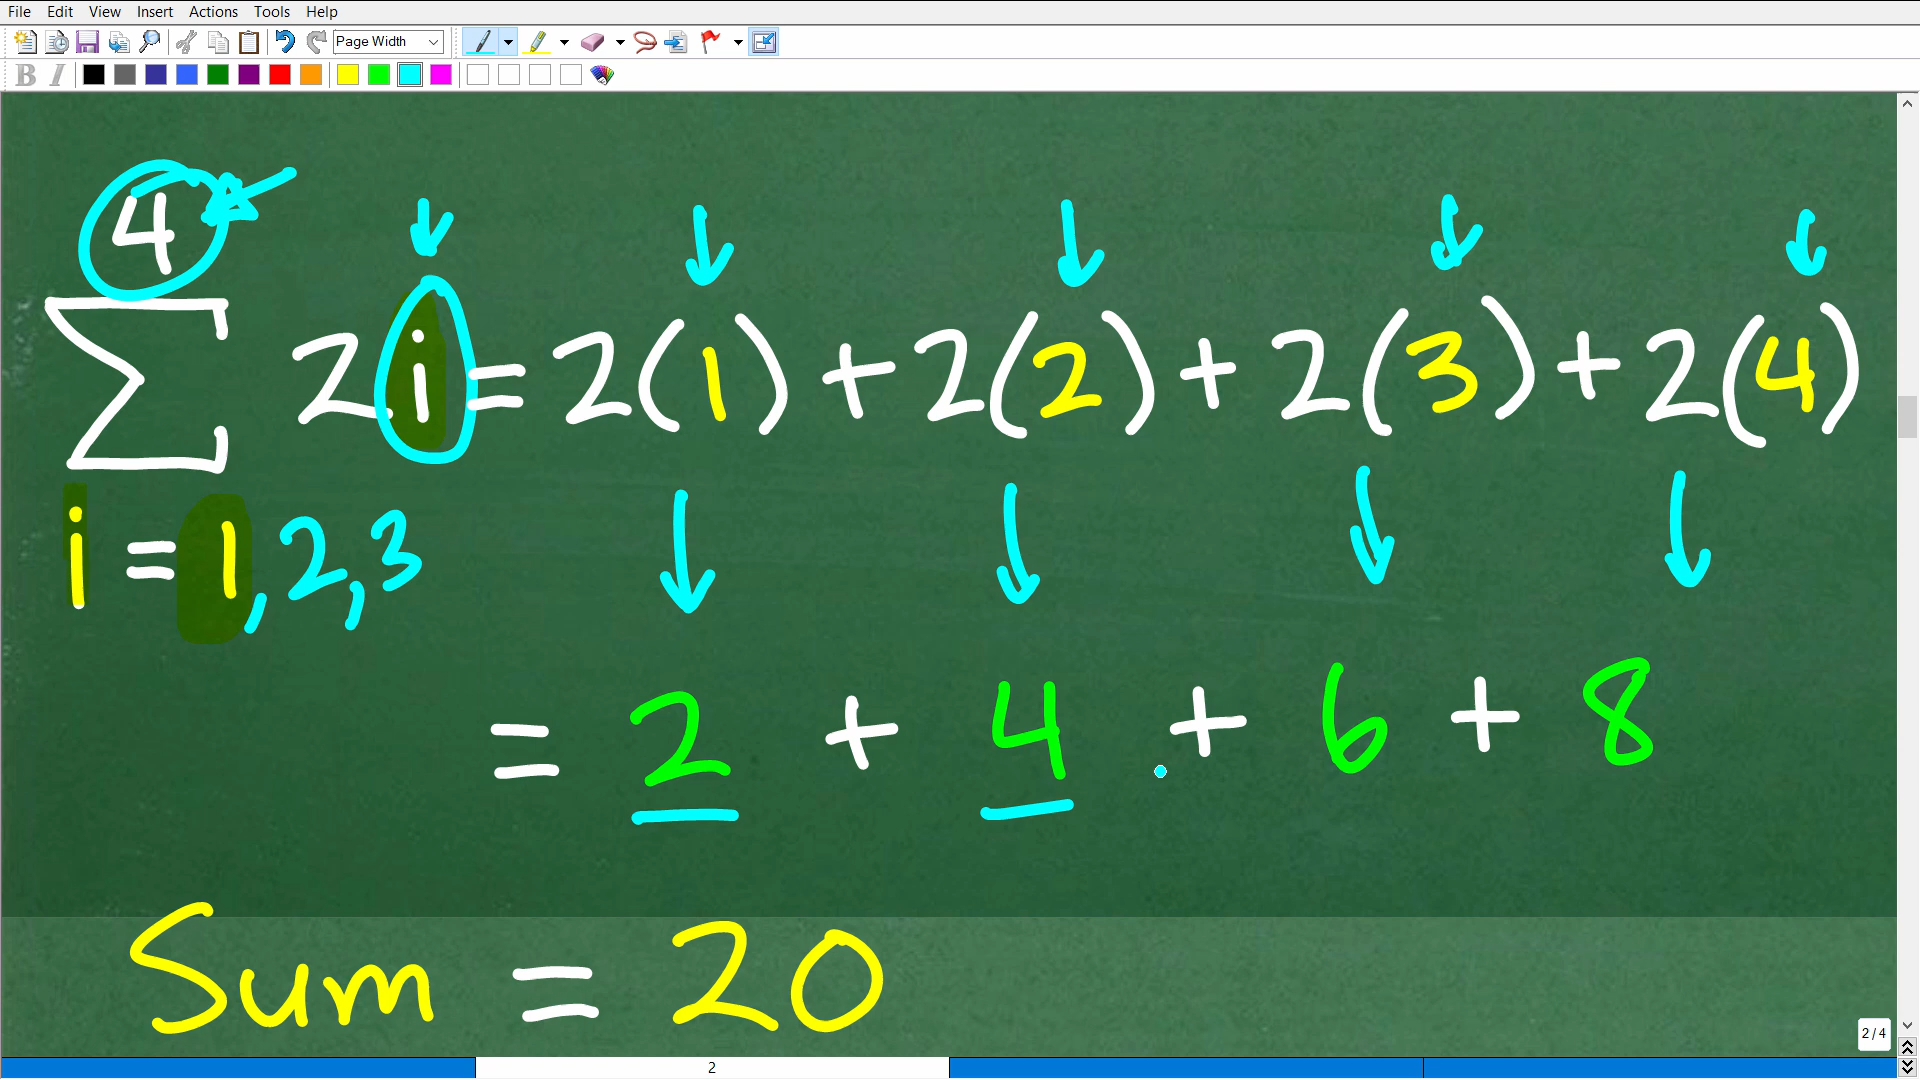 File Edit View Insert Actions Tools Help
Page Width
B I
4
∑ 2i = 2(1) + 2(2) + 2(3) + 2(4)
i = 1, 2, 3
= 2 + 4 + 6 + 8
Sum = 20
2 / 4
2